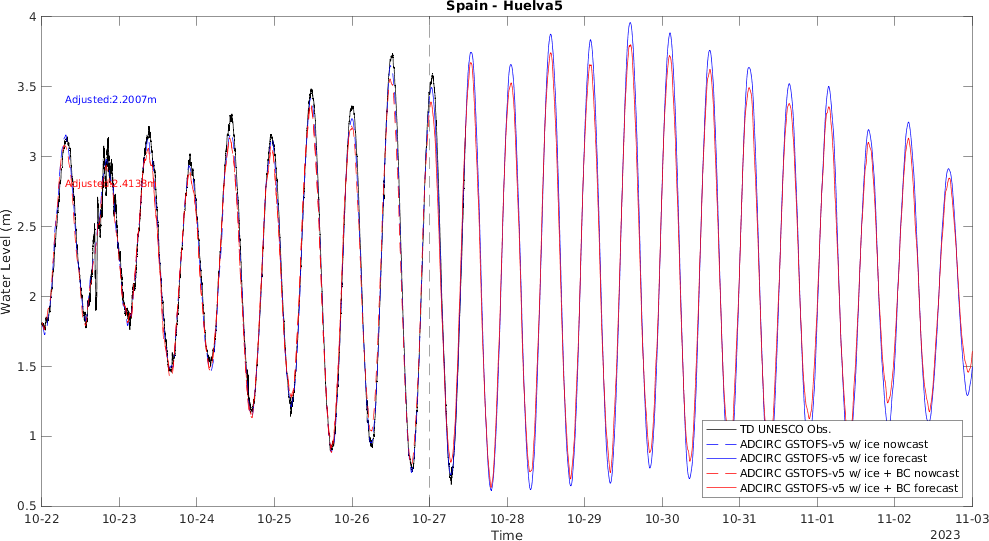 Spain - Huelva5
4
3.5
3
2.5
2
1.5
1
0.5
Water Level (m)
Adjusted:2.2007m
Adjusted:2.4133m
TD UNESCO Obs.
ADCIRC GSTOFS-v5 w/ ice nowcast
ADCIRC GSTOFS-v5 w/ ice forecast
ADCIRC GSTOFS-v5 w/ ice + BC nowcast
ADCIRC GSTOFS-v5 w/ ice + BC forecast
10-22 10-23 10-24 10-25 10-26 10-27 10-28 10-29 10-30 10-31 11-01 11-02 11-03
Time
2023